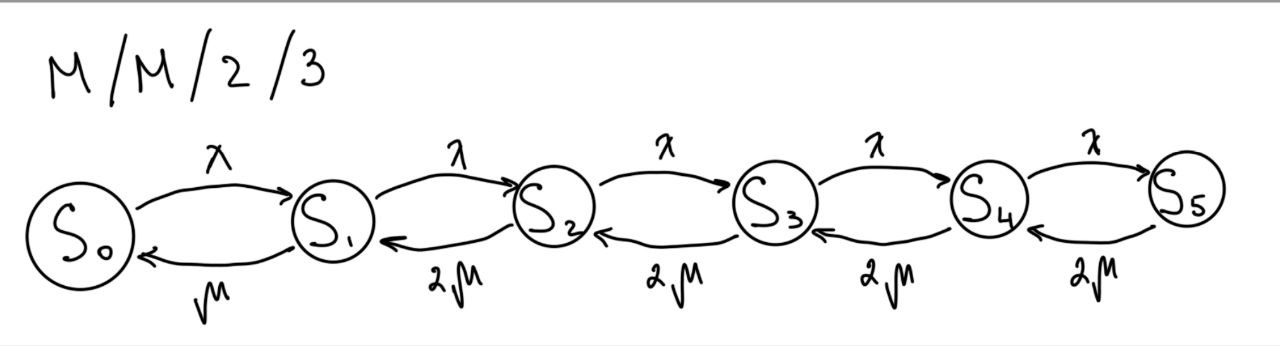 M/M/2/3
λ λ λ λ λ
S₀ S₁ S₂ S₃ S₄ S₅
μ 2μ 2μ 2μ 2μ